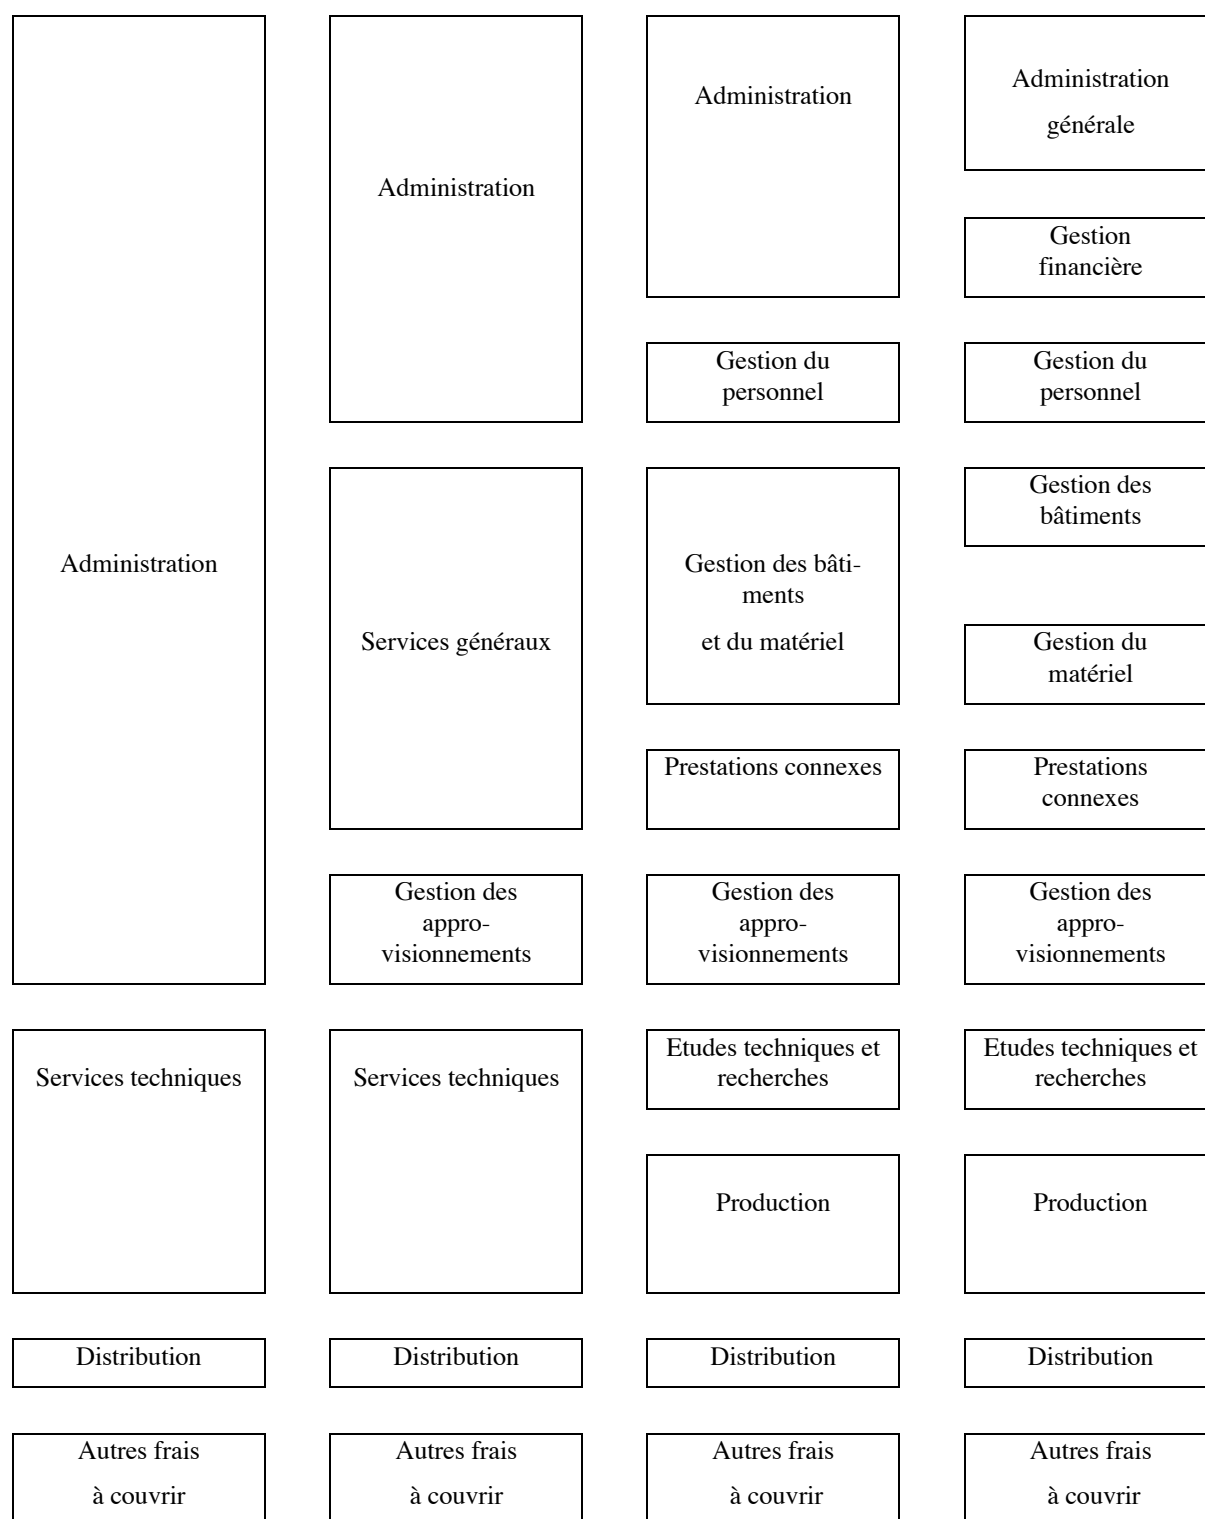 Administration
Administration
Administration
Administration
générale
Gestion
financière
Gestion du
personnel
Gestion du
personnel
Administration
Services généraux
Gestion des bâti-
ments
et du matériel
Gestion des
bâtiments
Gestion du
matériel
Prestations connexes
Prestations
connexes
Gestion des
appro-
visionnements
Gestion des
appro-
visionnements
Gestion des
appro-
visionnements
Services techniques
Services techniques
Etudes techniques et
recherches
Etudes techniques et
recherches
Production
Production
Distribution
Distribution
Distribution
Distribution
Autres frais
à couvrir
Autres frais
à couvrir
Autres frais
à couvrir
Autres frais
à couvrir